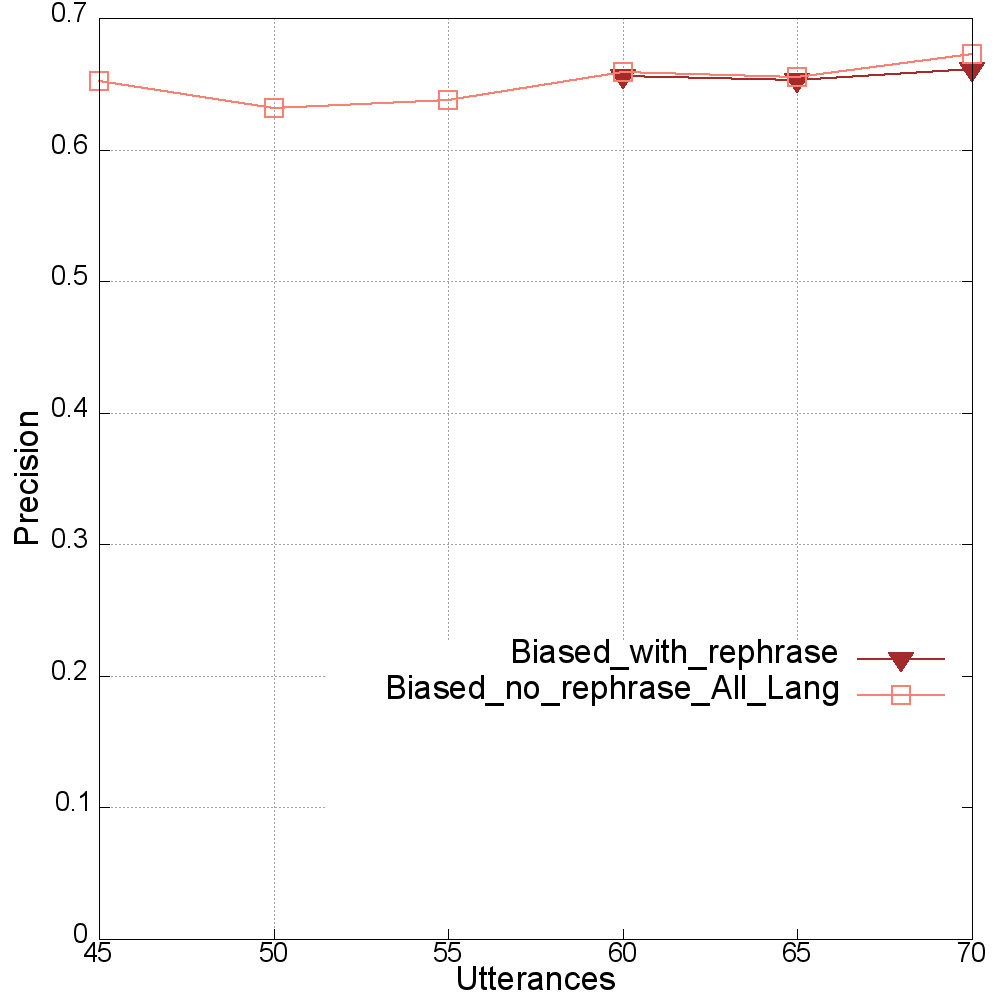 0.7
0.6
0.5
0.4
0.3
0.2
0.1
0
Precision
Biased_with_rephrase
Biased_no_rephrase_All_Lang
45 50 55 60 65 70
Utterances